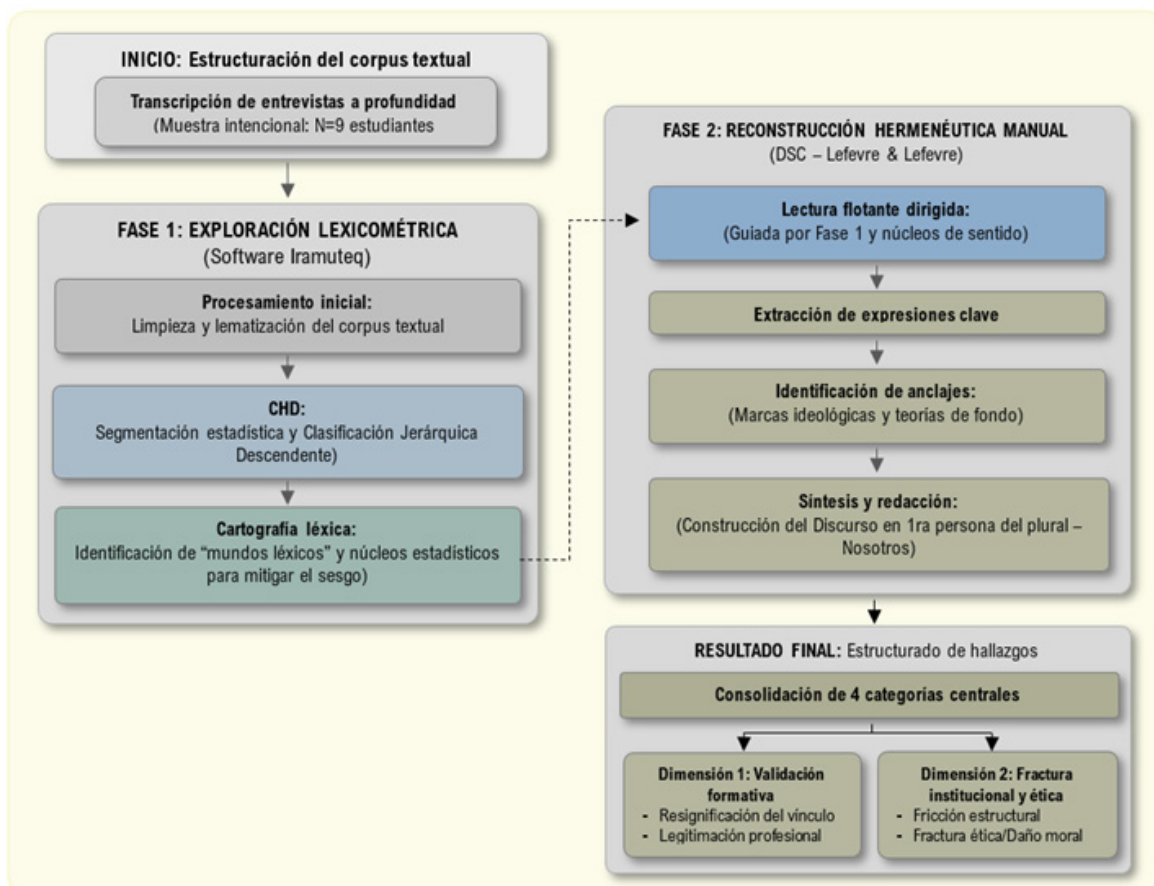 INICIO: Estructuración del corpus textual
Transcripción de entrevistas a profundidad
(Muestra intencional: N=9 estudiantes
FASE 1: EXPLORACIÓN LEXICOMÉTRICA
(Software Iramuteq)
Procesamiento inicial:
Limpieza y lematización del corpus textual
CHD:
Segmentación estadística y Clasificación Jerárquica
Descendente)
Cartografía léxica:
Identificación de “mundos léxicos” y núcleos estadísticos
para mitigar el sesgo)
FASE 2: RECONSTRUCCIÓN HERMENÉUTICA MANUAL
(DSC – Lefevre & Lefevre)
Lectura flotante dirigida:
(Guiada por Fase 1 y núcleos de sentido)
Extracción de expresiones clave
Identificación de anclajes:
(Marcas ideológicas y teorías de fondo)
Síntesis y redacción:
(Construcción del Discurso en 1ra persona del plural –
Nosotros)
RESULTADO FINAL: Estructurado de hallazgos
Consolidación de 4 categorías centrales
Dimensión 1: Validación
formativa
- Resignificación del vínculo
- Legitimación profesional
Dimensión 2: Fractura
institucional y ética
- Fricción estructural
- Fractura ética/Daño moral